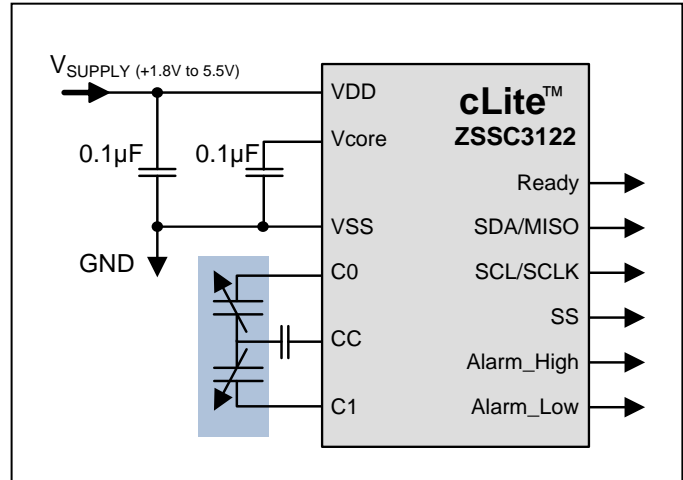 VSUPPLY (+1.8V to 5.5V)
VDD
cLite™
ZSSC3122
Vcore
0.1µF
0.1µF
Ready
VSS
SDA/MISO
GND
C0
SCL/SCLK
SS
CC
Alarm_High
C1
Alarm_Low